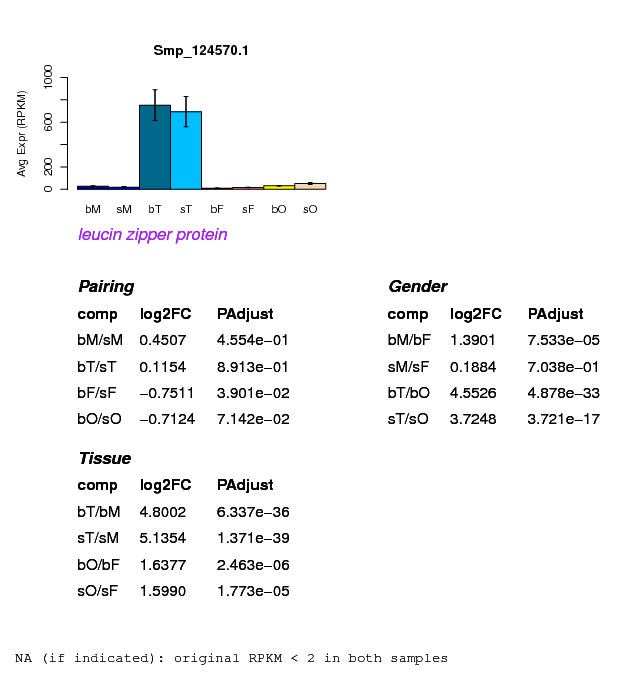 Smp_124570.1
Avg Expr (RPKM)
0 200 600 1000
bM sM bT sT bF sF bO sO
leucin zipper protein
Pairing
comp log2FC PAdjust
bM/sM 0.4507 4.554e−01
bT/sT 0.1154 8.913e−01
bF/sF −0.7511 3.901e−02
bO/sO −0.7124 7.142e−02
Gender
comp log2FC PAdjust
bM/bF 1.3901 7.533e−05
sM/sF 0.1884 7.038e−01
bT/bO 4.5526 4.878e−33
sT/sO 3.7248 3.721e−17
Tissue
comp log2FC PAdjust
bT/bM 4.8002 6.337e−36
sT/sM 5.1354 1.371e−39
bO/bF 1.6377 2.463e−06
sO/sF 1.5990 1.773e−05
NA (if indicated): original RPKM < 2 in both samples